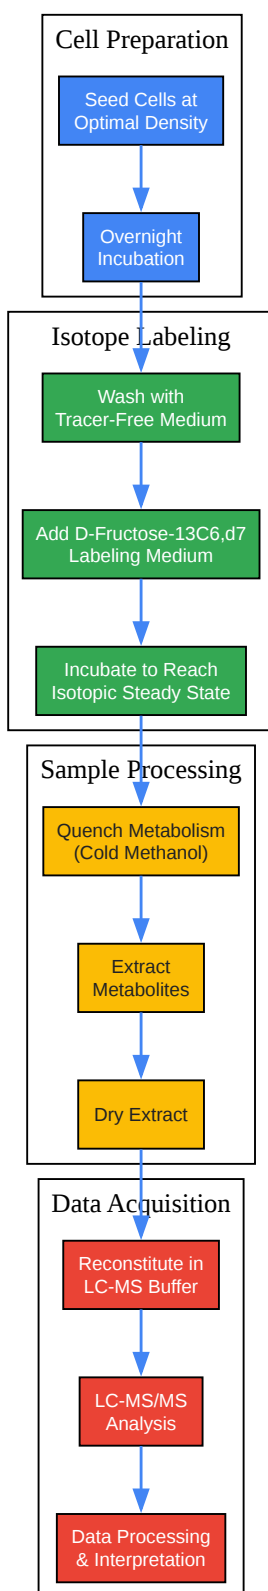 Cell Preparation
Seed Cells at
Optimal Density
Overnight
Incubation
Isotope Labeling
Wash with
Tracer-Free Medium
Add D-Fructose-13C6,d7
Labeling Medium
Incubate to Reach
Isotopic Steady State
Sample Processing
Quench Metabolism
(Cold Methanol)
Extract
Metabolites
Dry Extract
Data Acquisition
Reconstitute in
LC-MS Buffer
LC-MS/MS
Analysis
Data Processing
& Interpretation